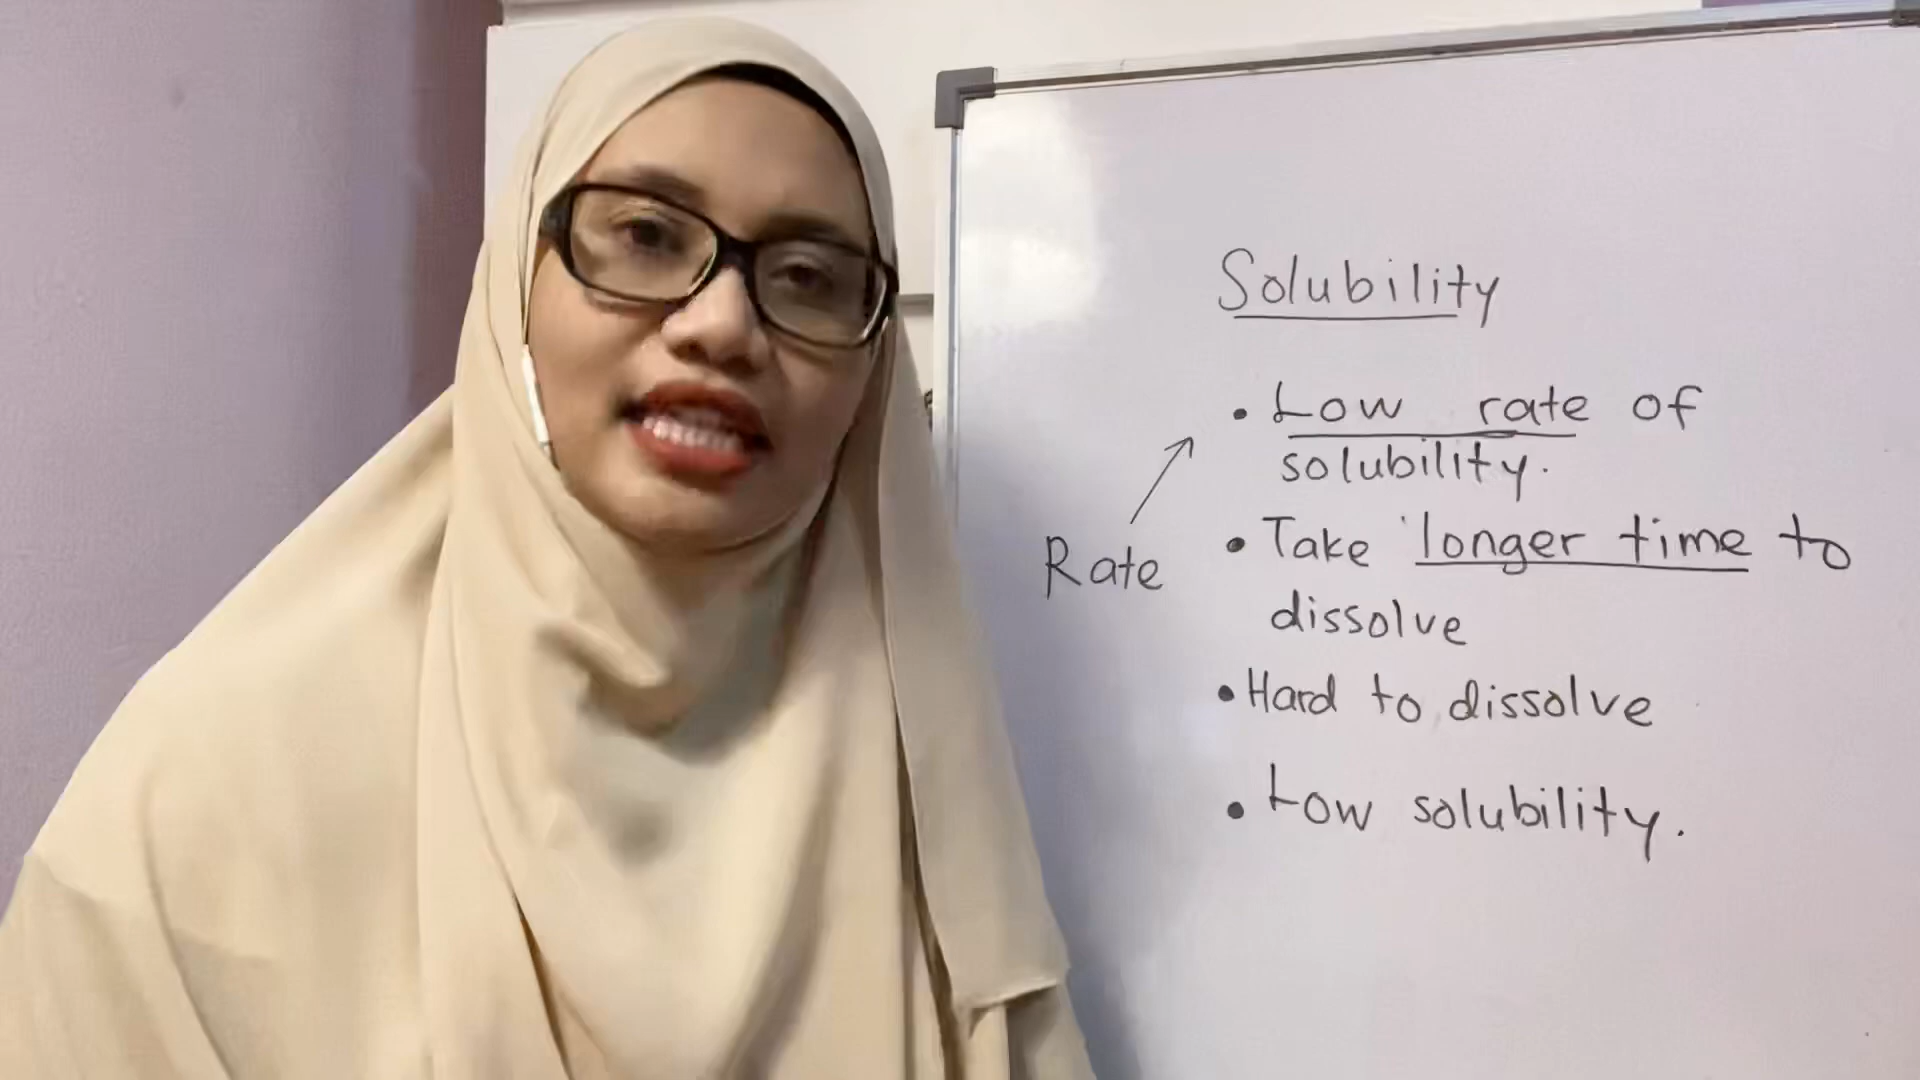 Solubility
• Low rate of
solubility.
Rate
• Take longer time to
dissolve
• Hard to dissolve
• Low solubility.